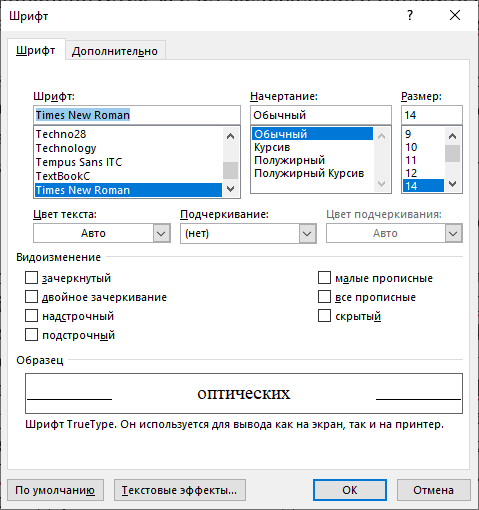 Шрифт
? ×
Шрифт Дополнительно
Шрифт: Начертание: Размер:
Times New Roman Обычный 14
Techno28 Обычный 9
Technology Курсив 10
Tempus Sans ITC Полужирный 11
TextBookC Полужирный Курсив 12
Times New Roman 14
Цвет текста: Подчеркивание: Цвет подчеркивания:
Авто (нет) Авто
Видоизменение
зачеркнутый малые прописные
двойное зачеркивание все прописные
надстрочный скрытый
подстрочный
Образец
оптических
Шрифт TrueType. Он используется для вывода как на экран, так и на принтер.
По умолчанию Текстовые эффекты... ОК Отмена